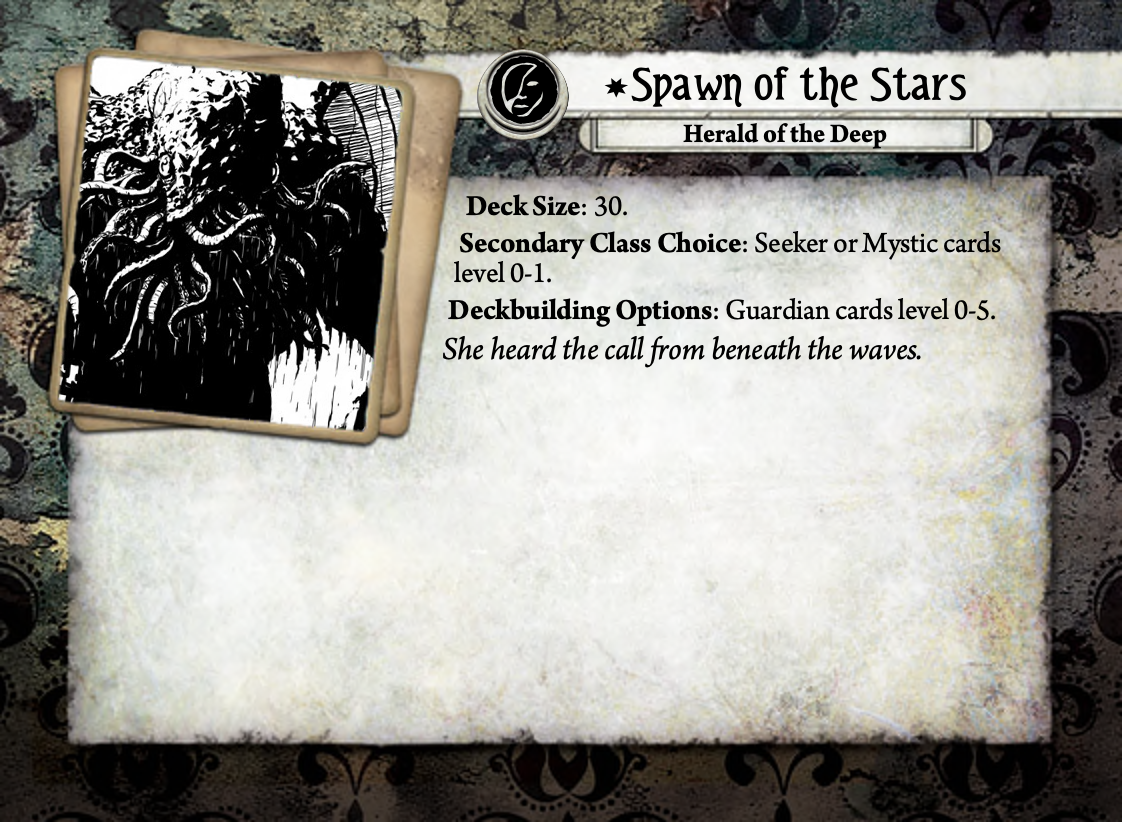 ✷Spawn of the Stars
Herald of the Deep
Deck Size: 30.
Secondary Class Choice: Seeker or Mystic cards
level 0-1.
Deckbuilding Options: Guardian cards level 0-5.
She heard the call from beneath the waves.